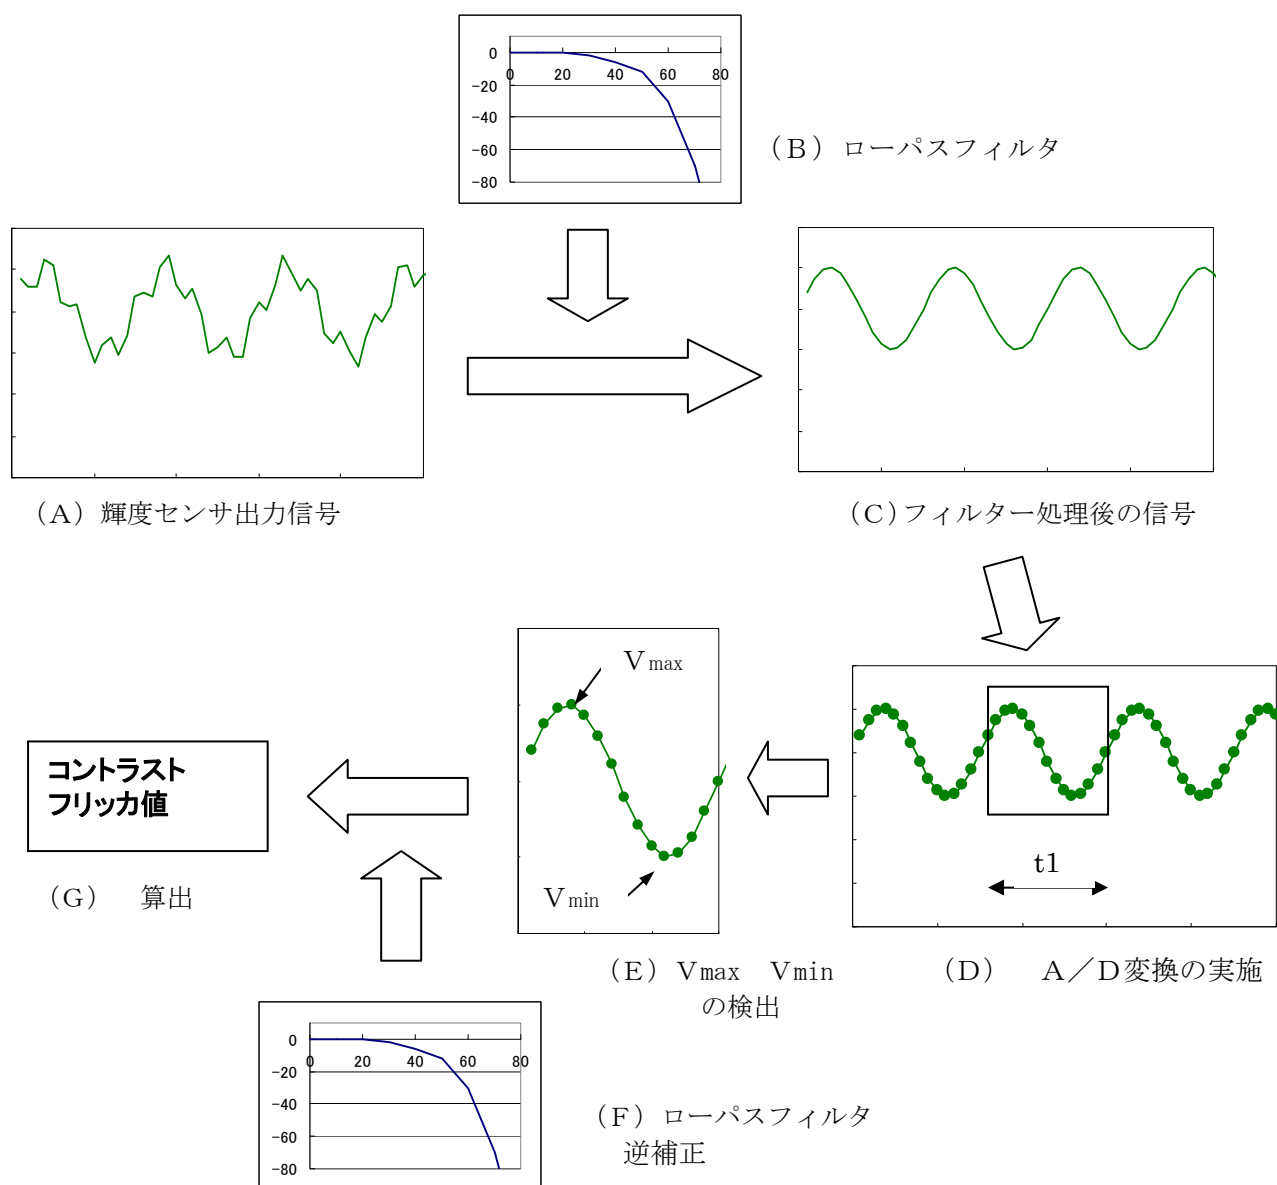 0
0 20 40 60 80
−20
−40
−60
−80
（Ｂ）ローパスフィルタ
（Ａ）輝度センサ出力信号
（Ｃ）フィルター処理後の信号
Ｖmax
Ｖmin
t1
コントラスト
フリッカ値
（Ｇ）　算出
（Ｅ）Ｖmax　Ｖmin
の検出
（Ｄ）　Ａ／Ｄ変換の実施
0
0 20 40 60 80
−20
−40
−60
−80
（Ｆ）ローパスフィルタ
逆補正